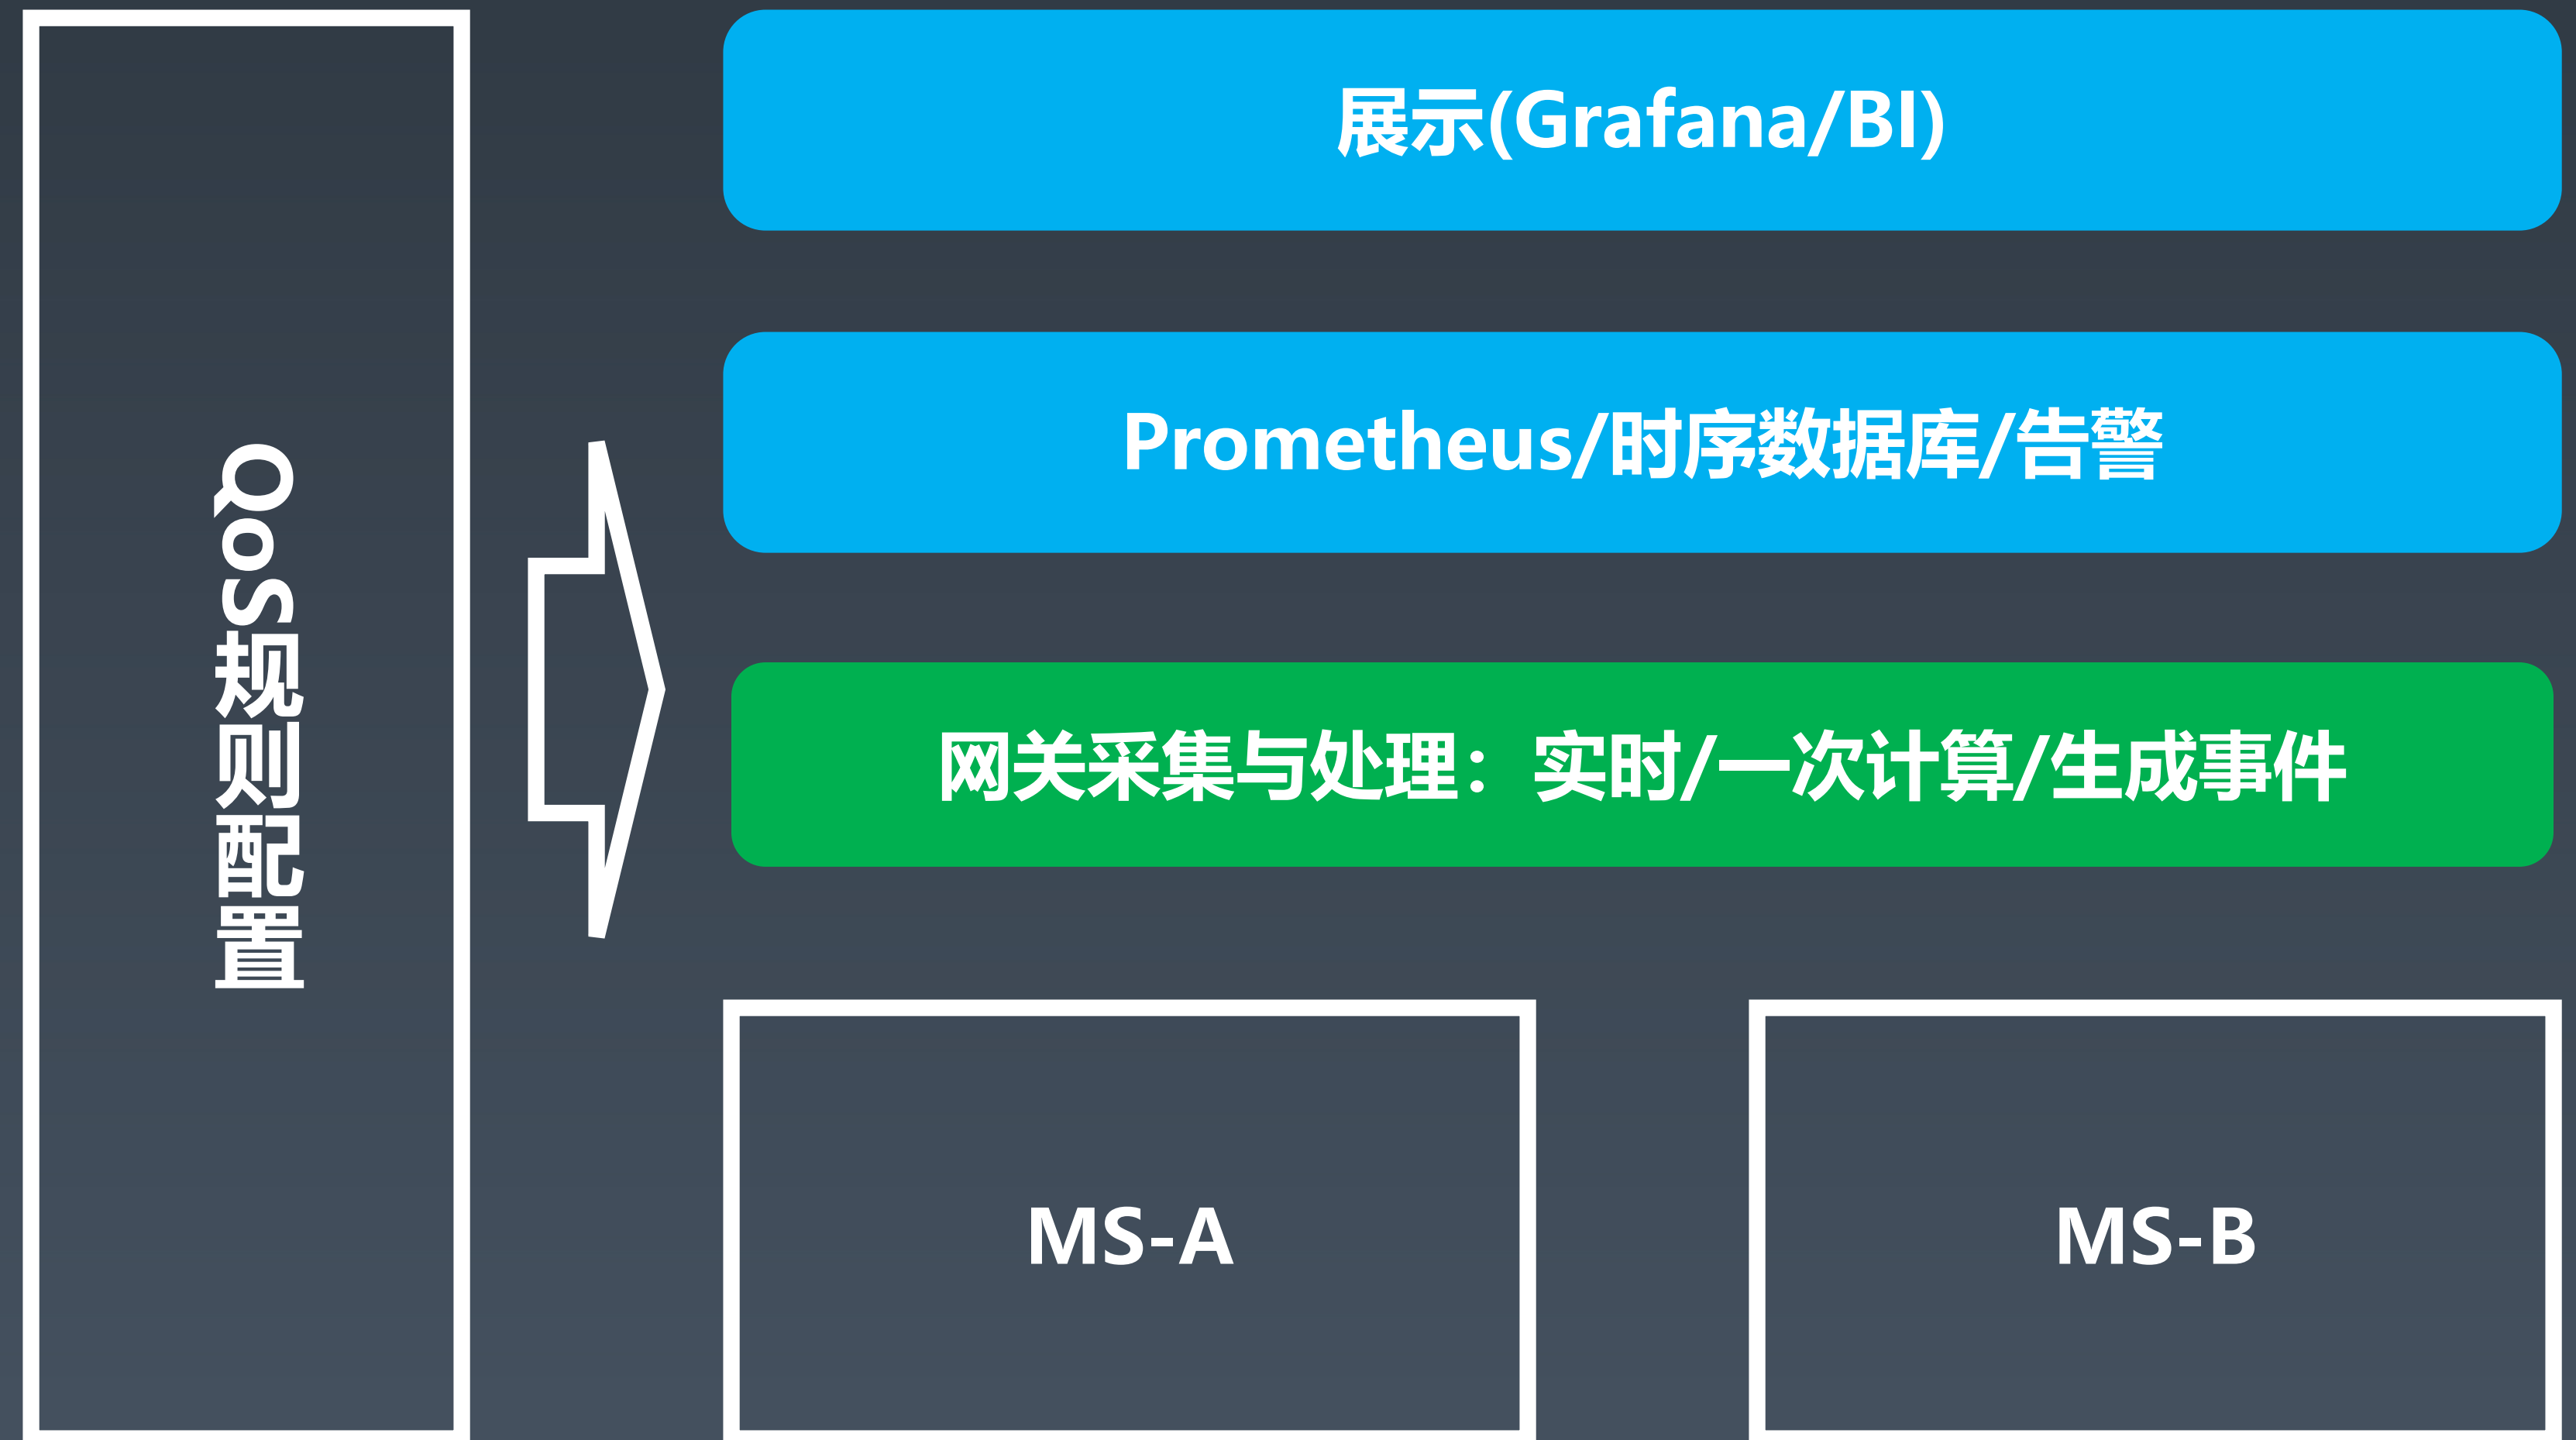 QoS规则配置
展示(Grafana/BI)
Prometheus/时序数据库/告警
网关采集与处理：实时/一次计算/生成事件
MS-A
MS-B